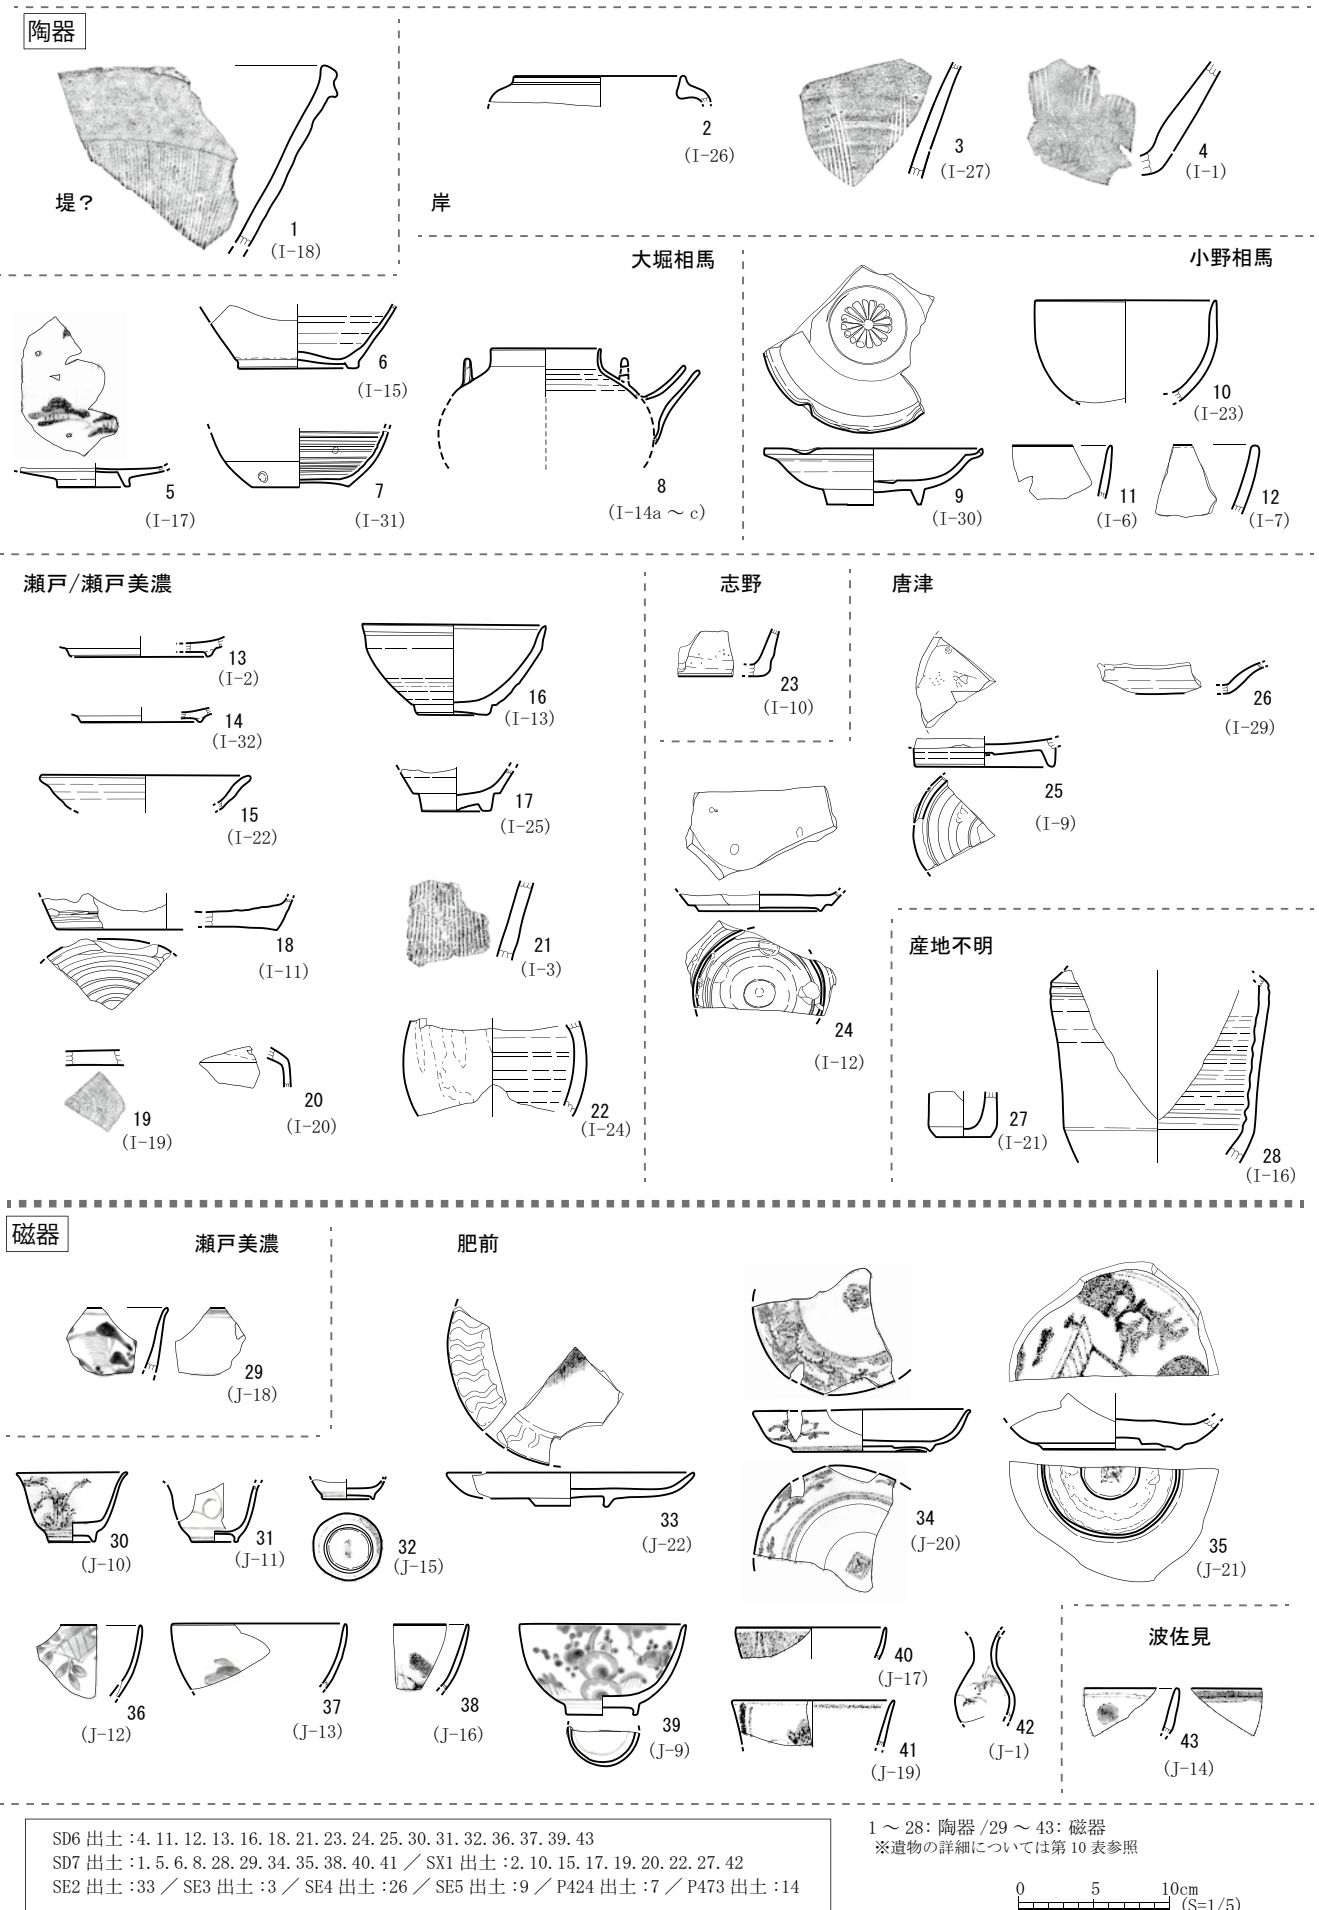 陶器
1
(I-18)
堤?
2
(I-26)
3
(I-27)
4
(I-1)
岸
大堀相馬
5
(I-17)
6
(I-15)
7
(I-31)
8
(I-14a ～ c)
小野相馬
9
(I-30)
10
(I-23)
11
(I-6)
12
(I-7)
瀬戸/瀬戸美濃
13
(I-2)
14
(I-32)
15
(I-22)
16
(I-13)
17
(I-25)
18
(I-11)
19
(I-19)
20
(I-20)
21
(I-3)
22
(I-24)
志野
23
(I-10)
24
(I-12)
唐津
25
(I-9)
26
(I-29)
産地不明
27
(I-21)
28
(I-16)
磁器
瀬戸美濃
29
(J-18)
肥前
30
(J-10)
31
(J-11)
32
(J-15)
33
(J-22)
34
(J-20)
35
(J-21)
36
(J-12)
37
(J-13)
38
(J-16)
39
(J-9)
40
(J-17)
41
(J-19)
42
(J-1)
波佐見
43
(J-14)
SD6 出土：4.11.12.13.16.18.21.23.24.25.30.31.32.36.37.39.43
SD7 出土：1.5.6.8.28.29.34.35.38.40.41 ／ SX1 出土：2.10.15.17.19.20.22.27.42
SE2 出土：33 ／ SE3 出土：3 ／ SE4 出土：26 ／ SE5 出土：9 ／ P424 出土：7 ／ P473 出土：14
1 ～ 28: 陶器 /29 ～ 43: 磁器
※遺物の詳細については第 10 表参照
0 5 10cm
(S=1/5)